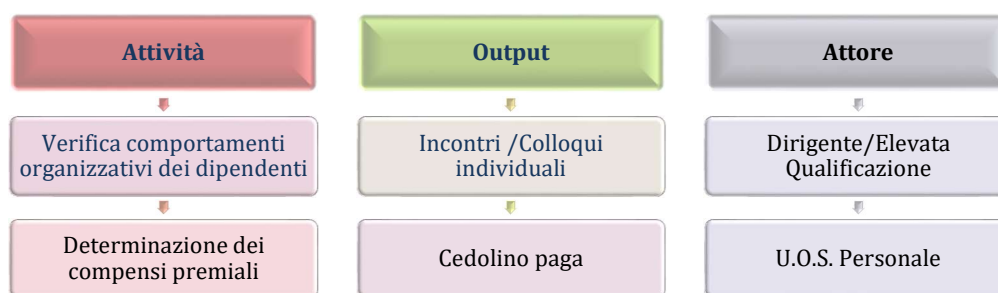 Attività
Output
Attore
Verifica comportamenti
organizzativi dei dipendenti
Incontri /Colloqui
individuali
Dirigente/Elevata
Qualificazione
Determinazione dei
compensi premiali
Cedolino paga
U.O.S. Personale